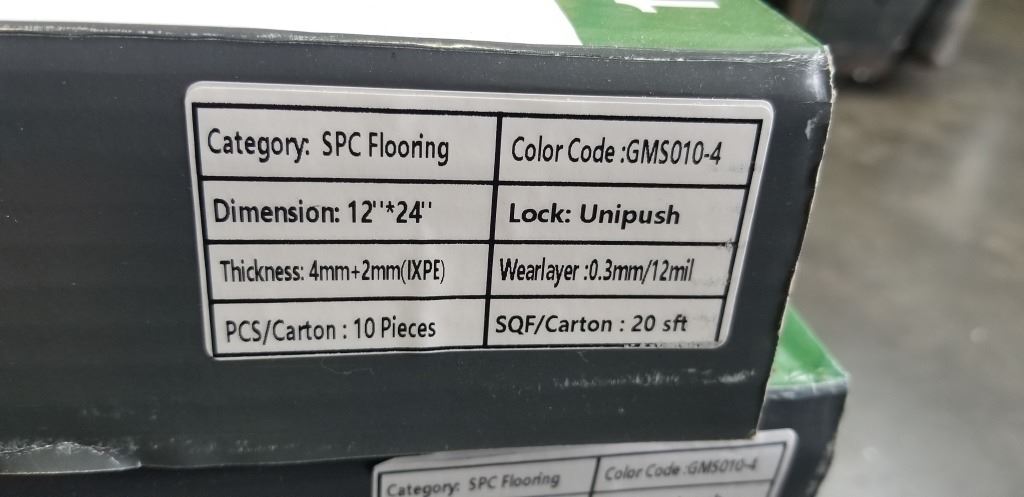 1
Category: SPC Flooring Color Code :GMS010-4
Dimension: 12''*24'' Lock: Unipush
Thickness: 4mm+2mm(IXPE) Wearlayer :0.3mm/12mil
PCS/Carton : 10 Pieces SQF/Carton : 20 sft
Category: SPC Flooring Color Code :GMS010-4